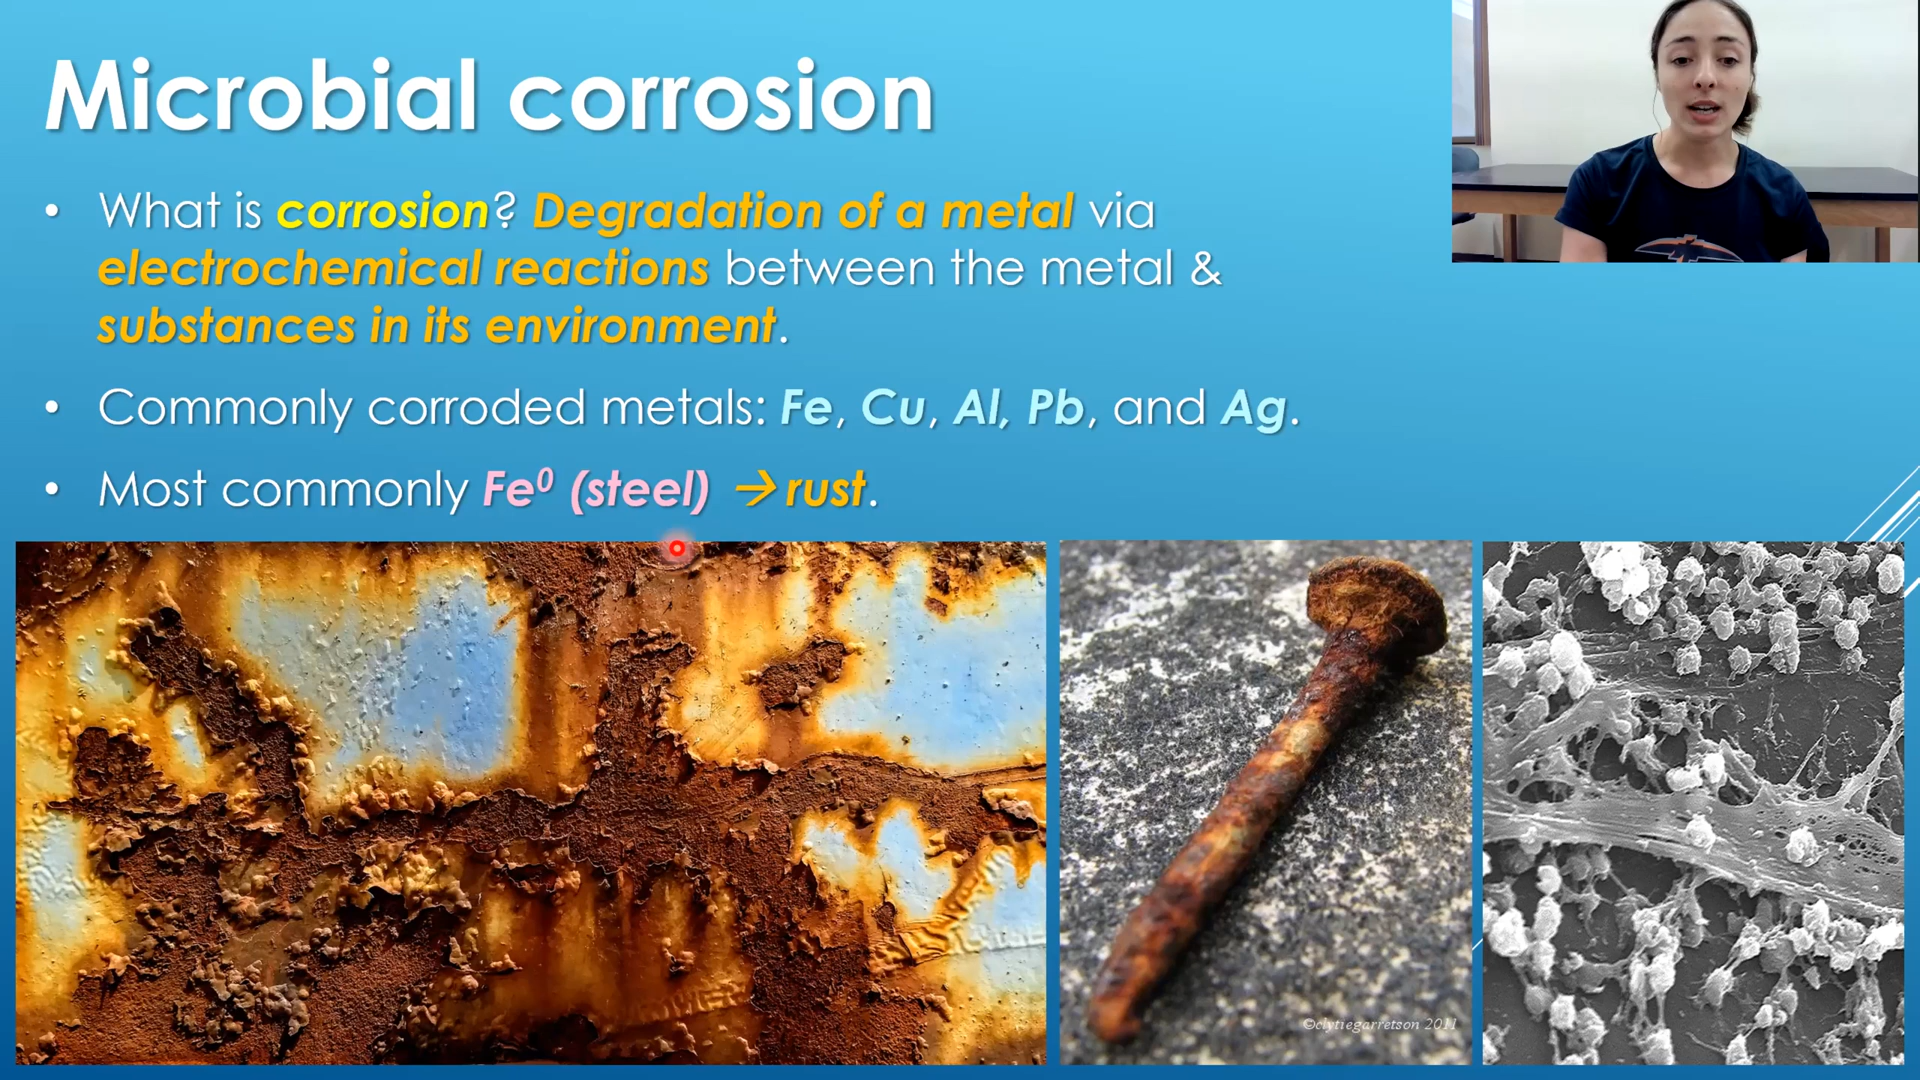 Microbial corrosion
• What is corrosion? Degradation of a metal via
electrochemical reactions between the metal &
substances in its environment.
• Commonly corroded metals: Fe, Cu, Al, Pb, and Ag.
• Most commonly Fe⁰ (steel) → rust.
©clytiegarretson 2011